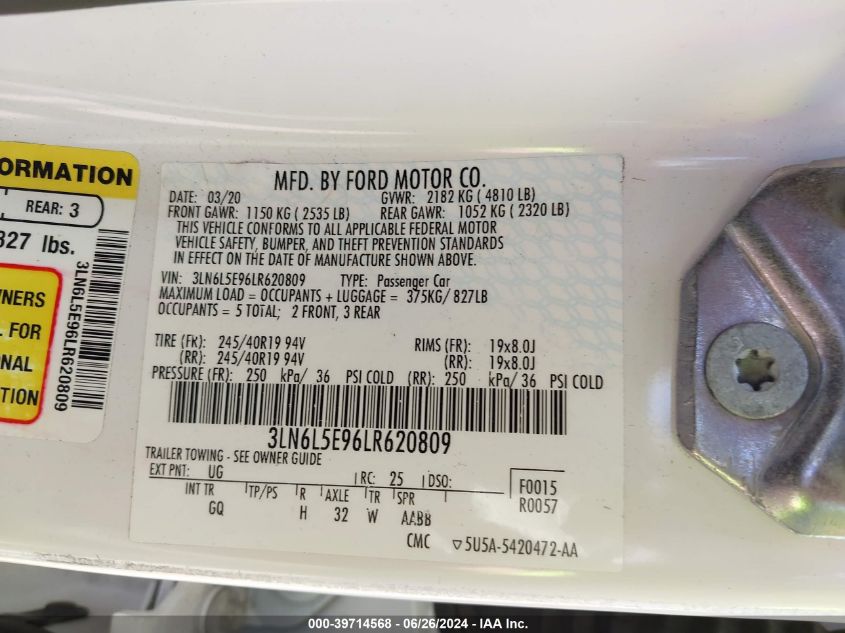 ORMATION
REAR: 3
827 lbs.
3LN6L5E96LR620809
WNERS
L FOR
ONAL
TION
MFD. BY FORD MOTOR CO.
DATE: 03/20 GVWR: 2182 KG ( 4810 LB)
FRONT GAWR: 1150 KG ( 2535 LB) REAR GAWR: 1052 KG ( 2320 LB)
THIS VEHICLE CONFORMS TO ALL APPLICABLE FEDERAL MOTOR
VEHICLE SAFETY, BUMPER, AND THEFT PREVENTION STANDARDS
IN EFFECT ON THE DATE OF MANUFACTURE SHOWN ABOVE.
VIN: 3LN6L5E96LR620809 TYPE: Passenger Car
MAXIMUM LOAD = OCCUPANTS + LUGGAGE = 375KG/ 827LB
OCCUPANTS = 5 TOTAL; 2 FRONT, 3 REAR
TIRE (FR): 245/40R19 94V RIMS (FR): 19x8.0J
(RR): 245/40R19 94V (RR): 19x8.0J
PRESSURE (FR): 250 kPa/ 36 PSI COLD (RR): 250 kPa/ 36 PSI COLD
3LN6L5E96LR620809
TRAILER TOWING - SEE OWNER GUIDE
EXT PNT: UG RC: 25 DSO: F0015
INT TR TP/PS R AXLE TR SPR R0057
GQ H 32 W AABB
CMC ▽5U5A-5420472-AA
000-39714568 - 06/26/2024 - IAA Inc.